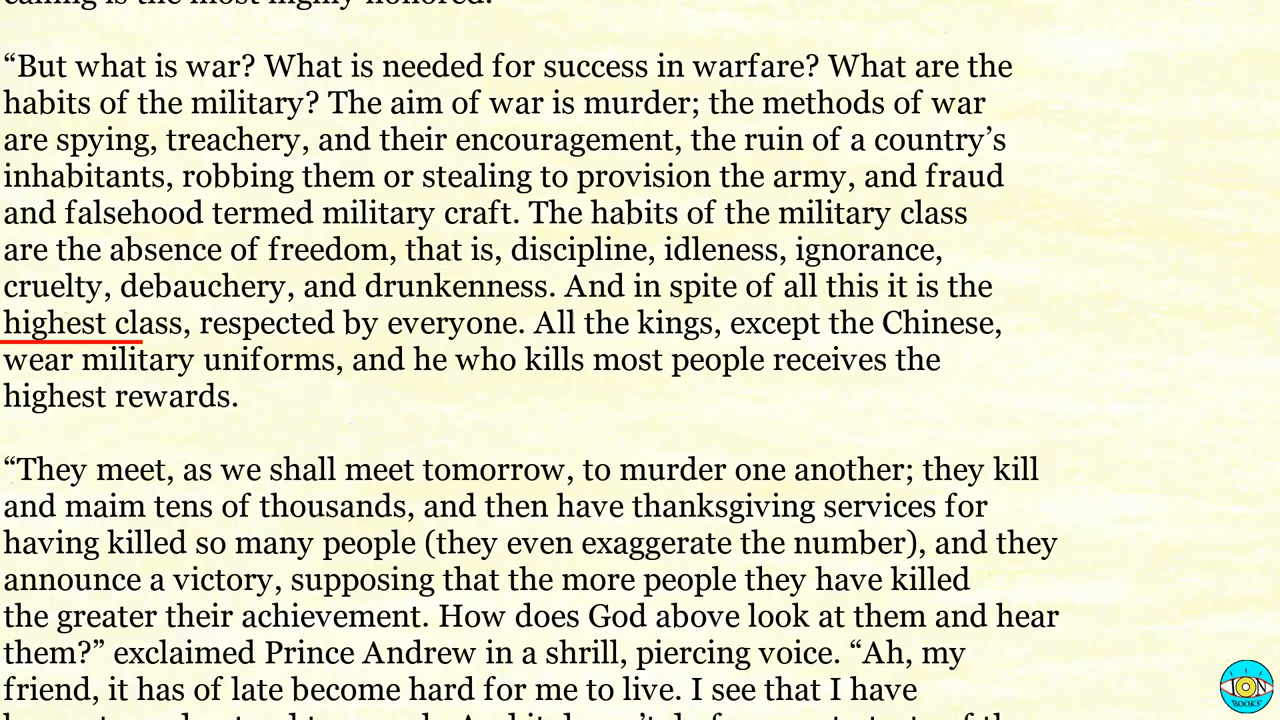 calling is the most highly honored.
“But what is war? What is needed for success in warfare? What are the
habits of the military? The aim of war is murder; the methods of war
are spying, treachery, and their encouragement, the ruin of a country’s
inhabitants, robbing them or stealing to provision the army, and fraud
and falsehood termed military craft. The habits of the military class
are the absence of freedom, that is, discipline, idleness, ignorance,
cruelty, debauchery, and drunkenness. And in spite of all this it is the
highest class, respected by everyone. All the kings, except the Chinese,
wear military uniforms, and he who kills most people receives the
highest rewards.
“They meet, as we shall meet tomorrow, to murder one another; they kill
and maim tens of thousands, and then have thanksgiving services for
having killed so many people (they even exaggerate the number), and they
announce a victory, supposing that the more people they have killed
the greater their achievement. How does God above look at them and hear
them?” exclaimed Prince Andrew in a shrill, piercing voice. “Ah, my
friend, it has of late become hard for me to live. I see that I have
ION
BOOKS